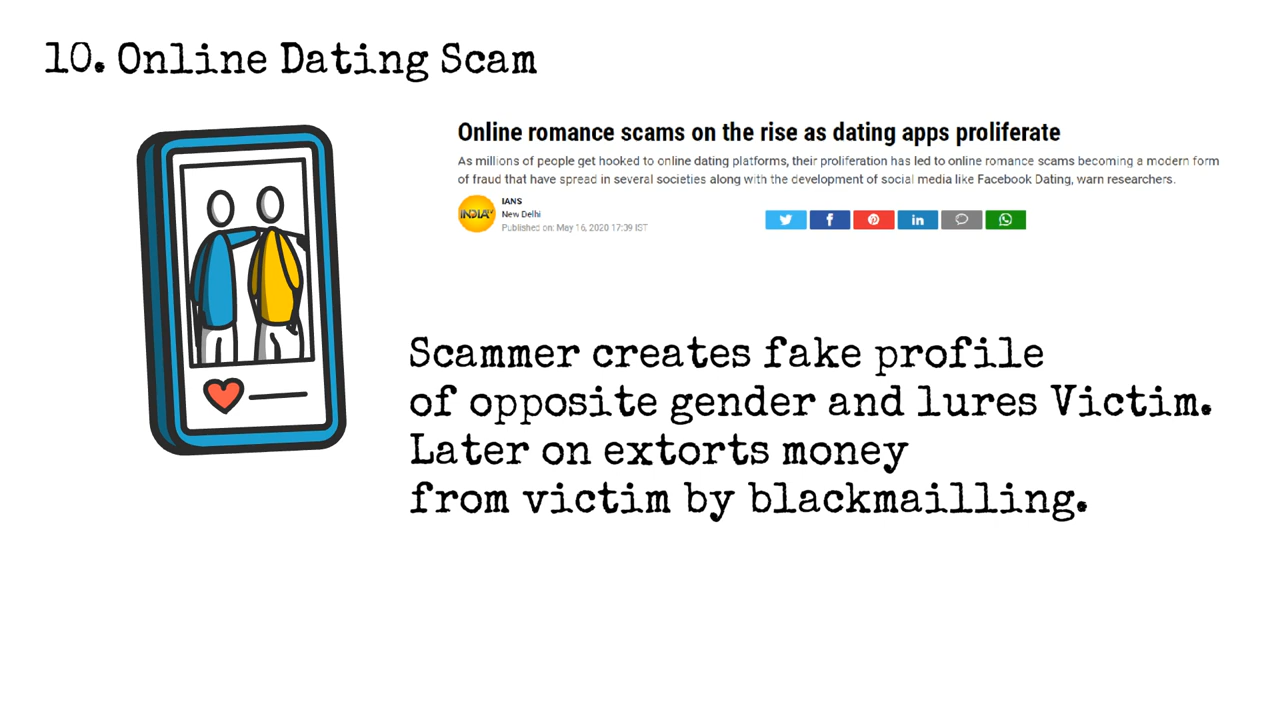 10. Online Dating Scam
Online romance scams on the rise as dating apps proliferate
As millions of people get hooked to online dating platforms, their proliferation has led to online romance scams becoming a modern form
of fraud that have spread in several societies along with the development of social media like Facebook Dating, warn researchers.
INDIA
IANS
New Delhi
Published on: May 16, 2020 17:39 IST
Scammer creates fake profile
of opposite gender and lures Victim.
Later on extorts money
from victim by blackmailling.